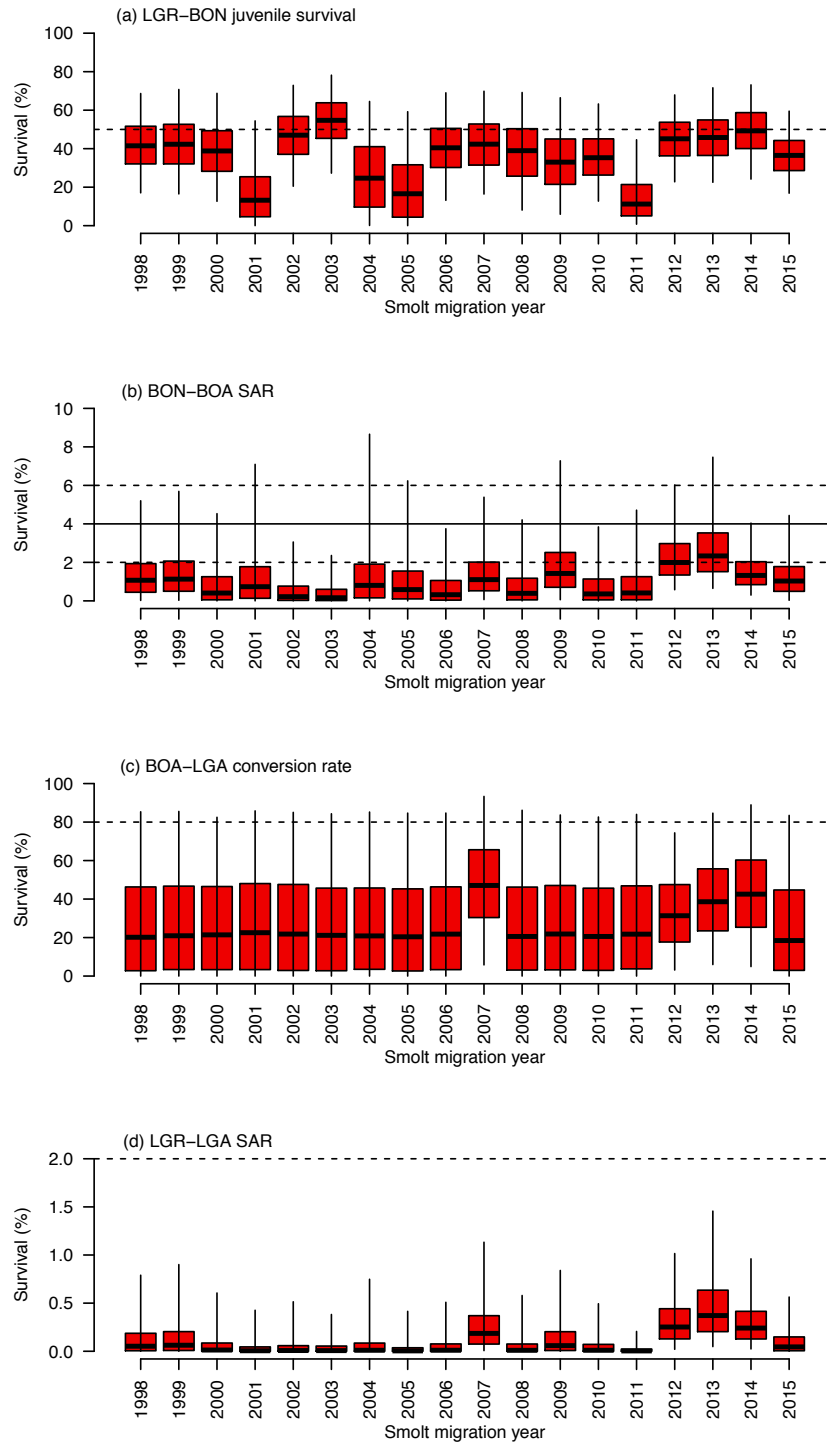 (a) LGR−BON juvenile survival
Survival (%)
100
80
60
40
20
0
1998 1999 2000 2001 2002 2003 2004 2005 2006 2007 2008 2009 2010 2011 2012 2013 2014 2015
Smolt migration year
(b) BON−BOA SAR
Survival (%)
10
8
6
4
2
0
1998 1999 2000 2001 2002 2003 2004 2005 2006 2007 2008 2009 2010 2011 2012 2013 2014 2015
Smolt migration year
(c) BOA−LGA conversion rate
Survival (%)
100
80
60
40
20
0
1998 1999 2000 2001 2002 2003 2004 2005 2006 2007 2008 2009 2010 2011 2012 2013 2014 2015
Smolt migration year
(d) LGR−LGA SAR
Survival (%)
2.0
1.5
1.0
0.5
0.0
1998 1999 2000 2001 2002 2003 2004 2005 2006 2007 2008 2009 2010 2011 2012 2013 2014 2015
Smolt migration year